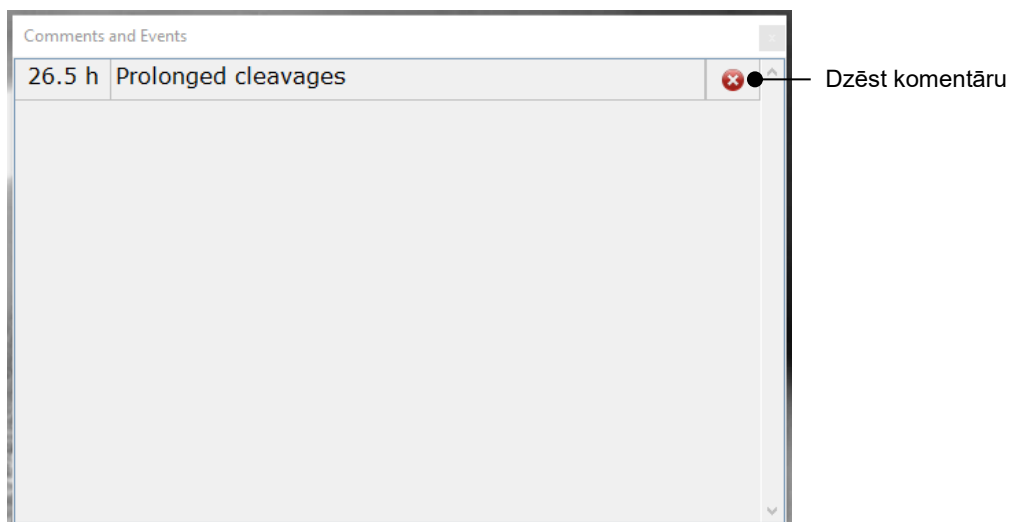 Comments and Events
26.5 h Prolonged cleavages
Dzēst komentāru